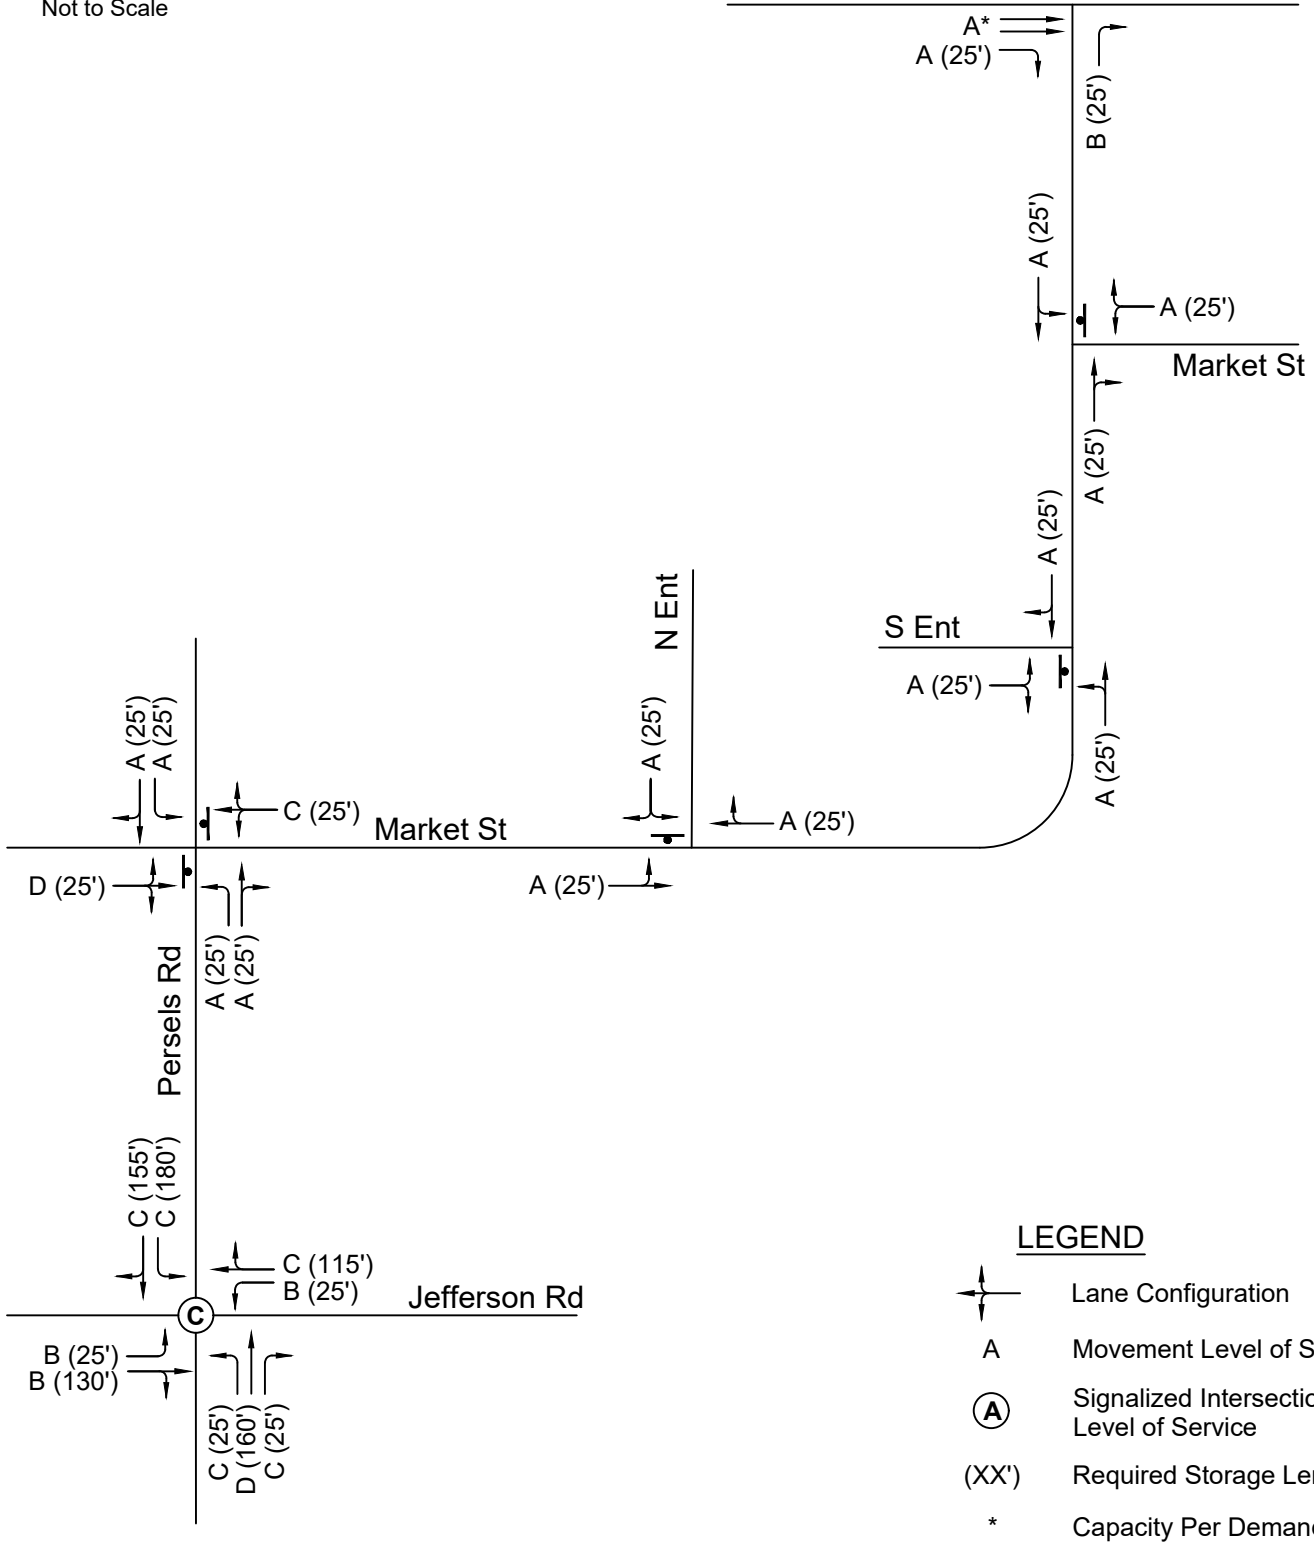 Not to Scale
A*
A (25')
B (25')
A (25')
A (25')
Market St
A (25')
A (25')
N Ent
S Ent
A (25')
A (25')
A (25')
A (25')
A (25')
C (25')
Market St
A (25')
A (25')
D (25')
A (25')
A (25')
A (25')
Persels Rd
C (155')
C (180')
C (115')
B (25')
Jefferson Rd
C
B (25')
B (130')
C (25')
D (160')
C (25')
LEGEND
Lane Configuration
A Movement Level of S
A Signalized Intersectio
Level of Service
(XX') Required Storage Le
* Capacity Per Deman